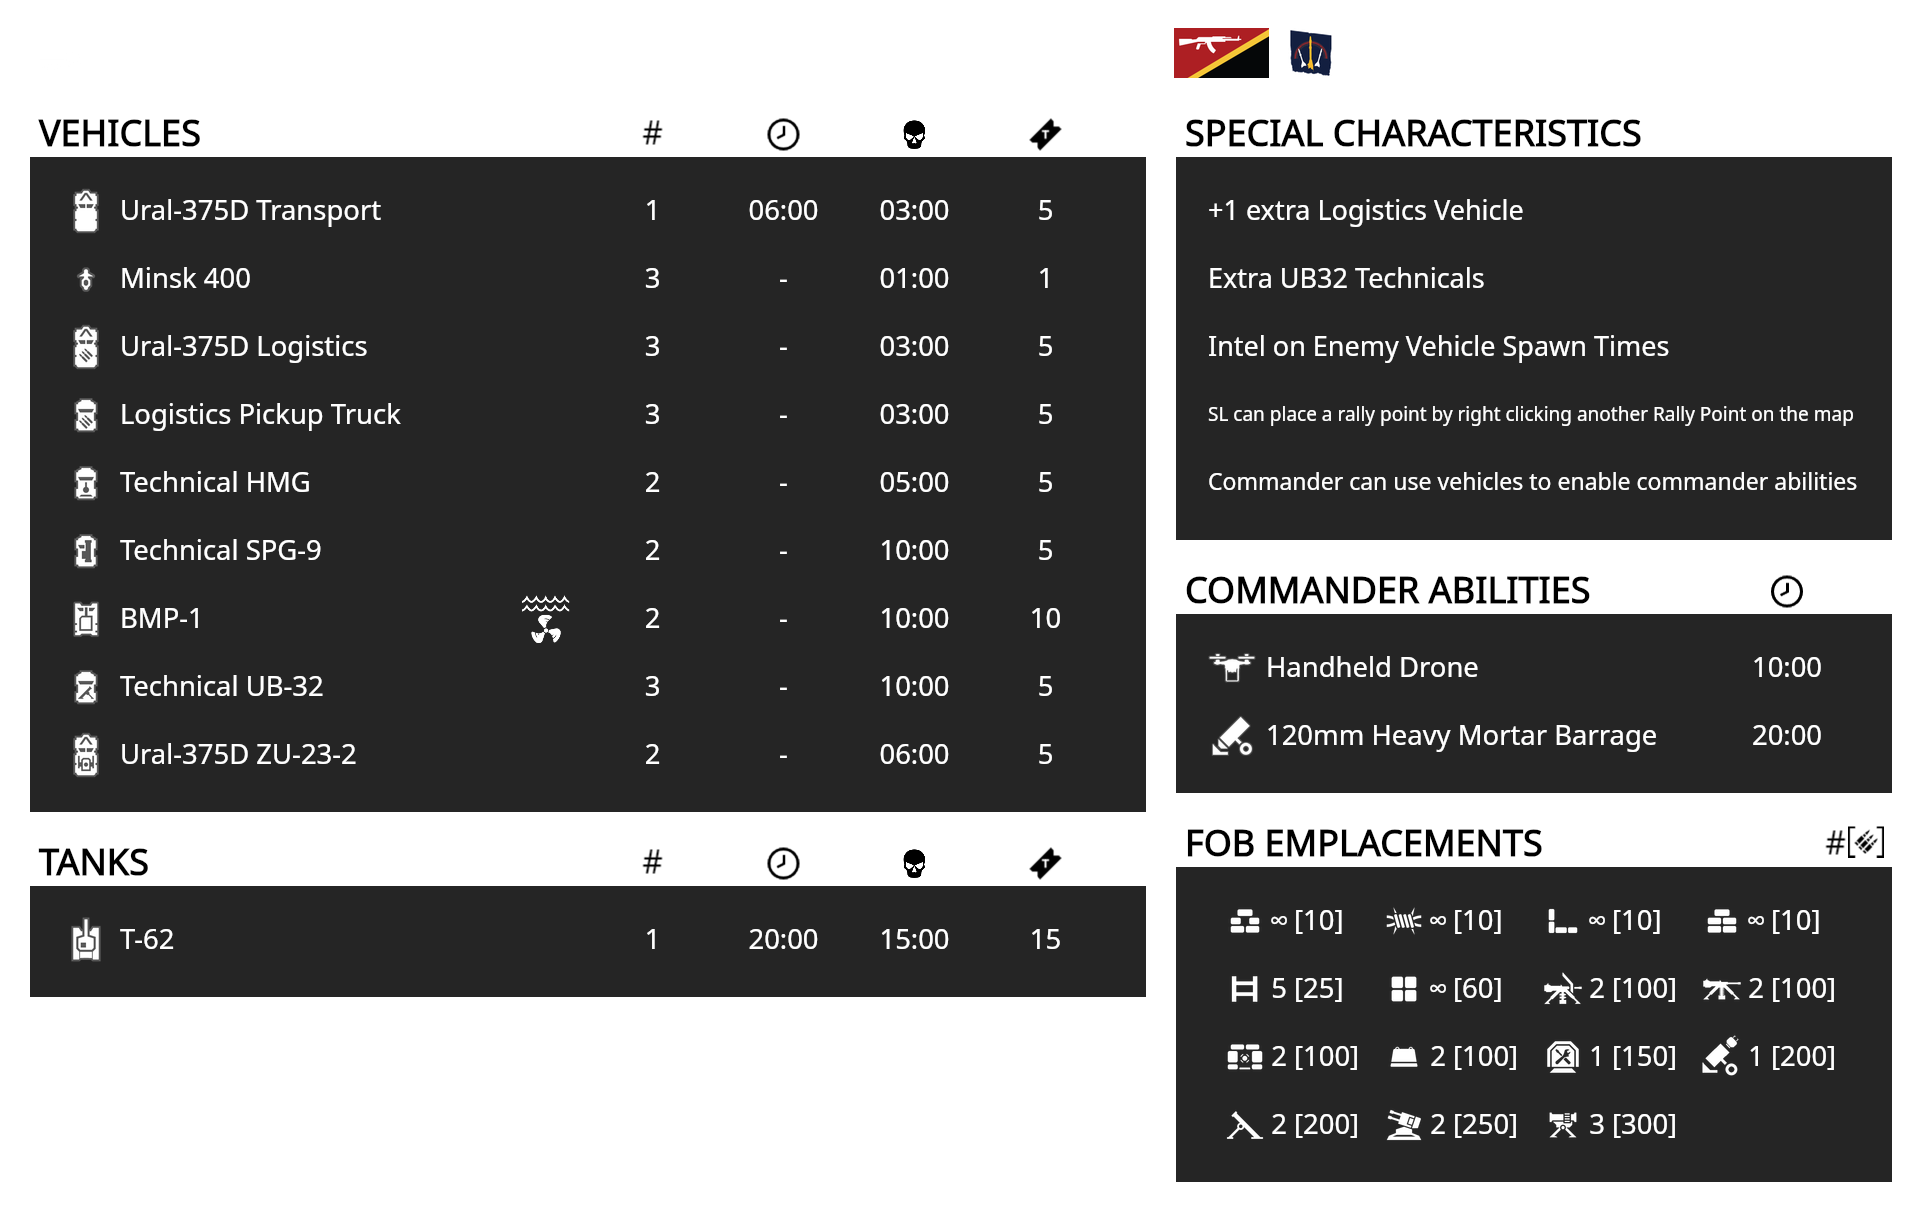 VEHICLES #
Ural-375D Transport 1 06:00 03:00 5
Minsk 400 3 - 01:00 1
Ural-375D Logistics 3 - 03:00 5
Logistics Pickup Truck 3 - 03:00 5
Technical HMG 2 - 05:00 5
Technical SPG-9 2 - 10:00 5
BMP-1 2 - 10:00 10
Technical UB-32 3 - 10:00 5
Ural-375D ZU-23-2 2 - 06:00 5
TANKS #
T-62 1 20:00 15:00 15
SPECIAL CHARACTERISTICS
+1 extra Logistics Vehicle
Extra UB32 Technicals
Intel on Enemy Vehicle Spawn Times
SL can place a rally point by right clicking another Rally Point on the map
Commander can use vehicles to enable commander abilities
COMMANDER ABILITIES
Handheld Drone 10:00
120mm Heavy Mortar Barrage 20:00
FOB EMPLACEMENTS #[]
∞ [10] ∞ [10] ∞ [10] ∞ [10]
5 [25] ∞ [60] 2 [100] 2 [100]
2 [100] 2 [100] 1 [150] 1 [200]
2 [200] 2 [250] 3 [300]